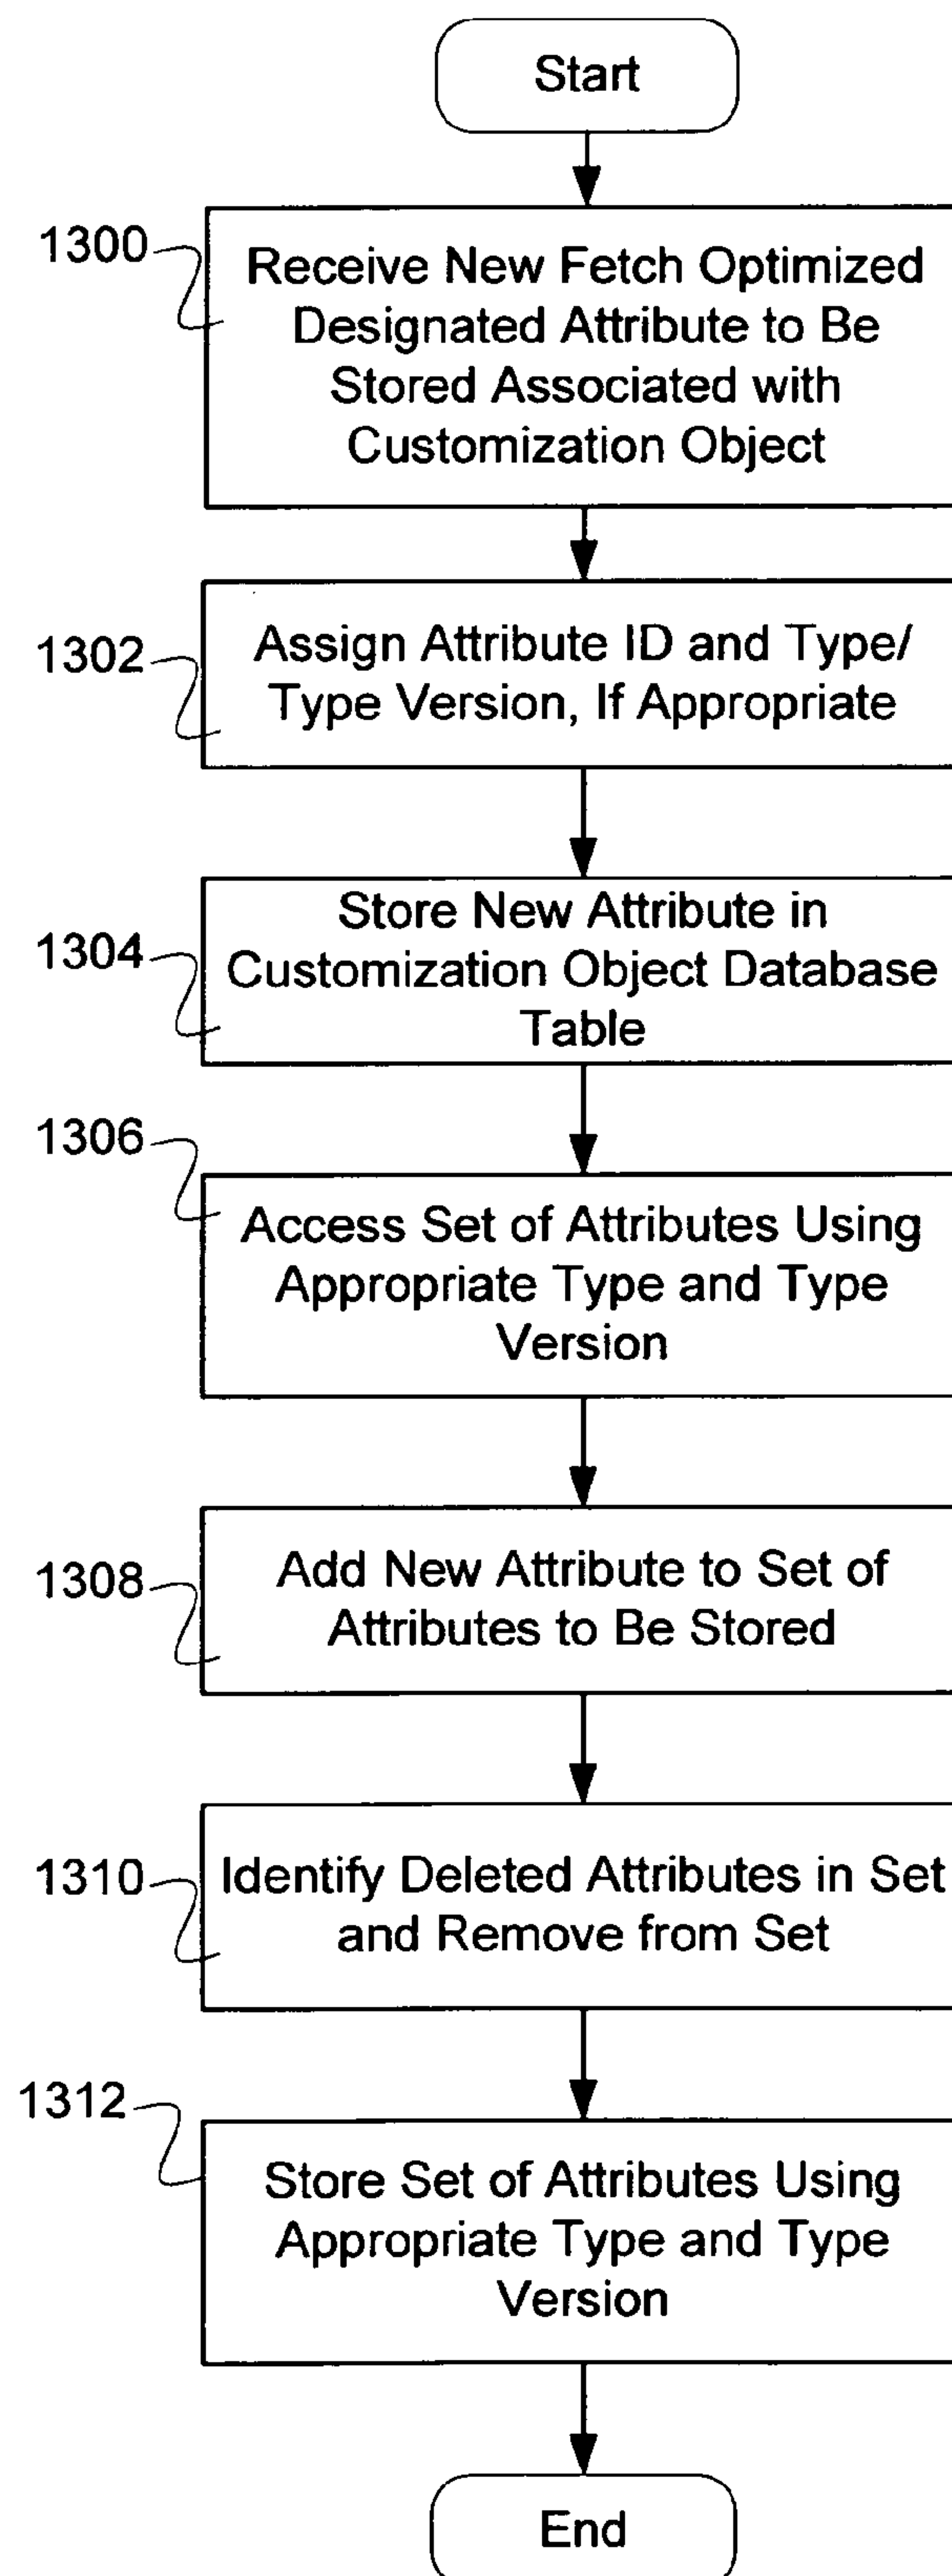 Start
1300
Receive New Fetch Optimized
Designated Attribute to Be
Stored Associated with
Customization Object
1302
Assign Attribute ID and Type/
Type Version, If Appropriate
1304
Store New Attribute in
Customization Object Database
Table
1306
Access Set of Attributes Using
Appropriate Type and Type
Version
1308
Add New Attribute to Set of
Attributes to Be Stored
1310
Identify Deleted Attributes in Set
and Remove from Set
1312
Store Set of Attributes Using
Appropriate Type and Type
Version
End